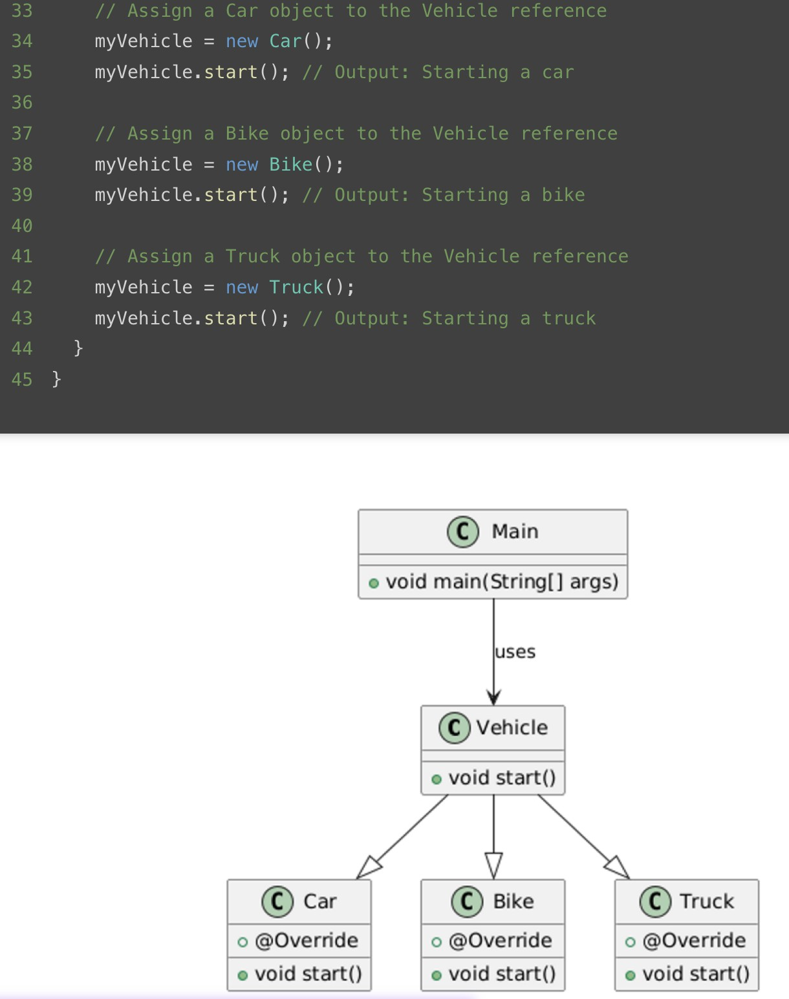 33 // Assign a Car object to the Vehicle reference
34 myVehicle = new Car();
35 myVehicle.start(); // Output: Starting a car
36
37 // Assign a Bike object to the Vehicle reference
38 myVehicle = new Bike();
39 myVehicle.start(); // Output: Starting a bike
40
41 // Assign a Truck object to the Vehicle reference
42 myVehicle = new Truck();
43 myVehicle.start(); // Output: Starting a truck
44 }
45 }
C Main
void main(String[] args)
uses
C Vehicle
void start()
C Car
@Override
void start()
C Bike
@Override
void start()
C Truck
@Override
void start()